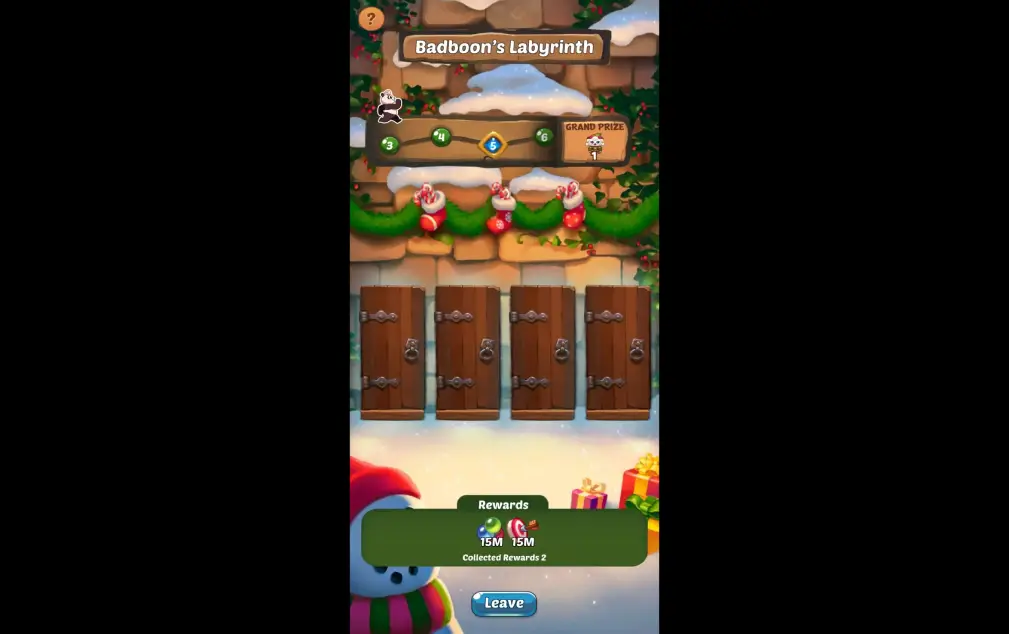 ?
Badboon's Labyrinth
3 4 5 6
GRAND PRIZE
1
Rewards
15M 15M
Collected Rewards 2
Leave